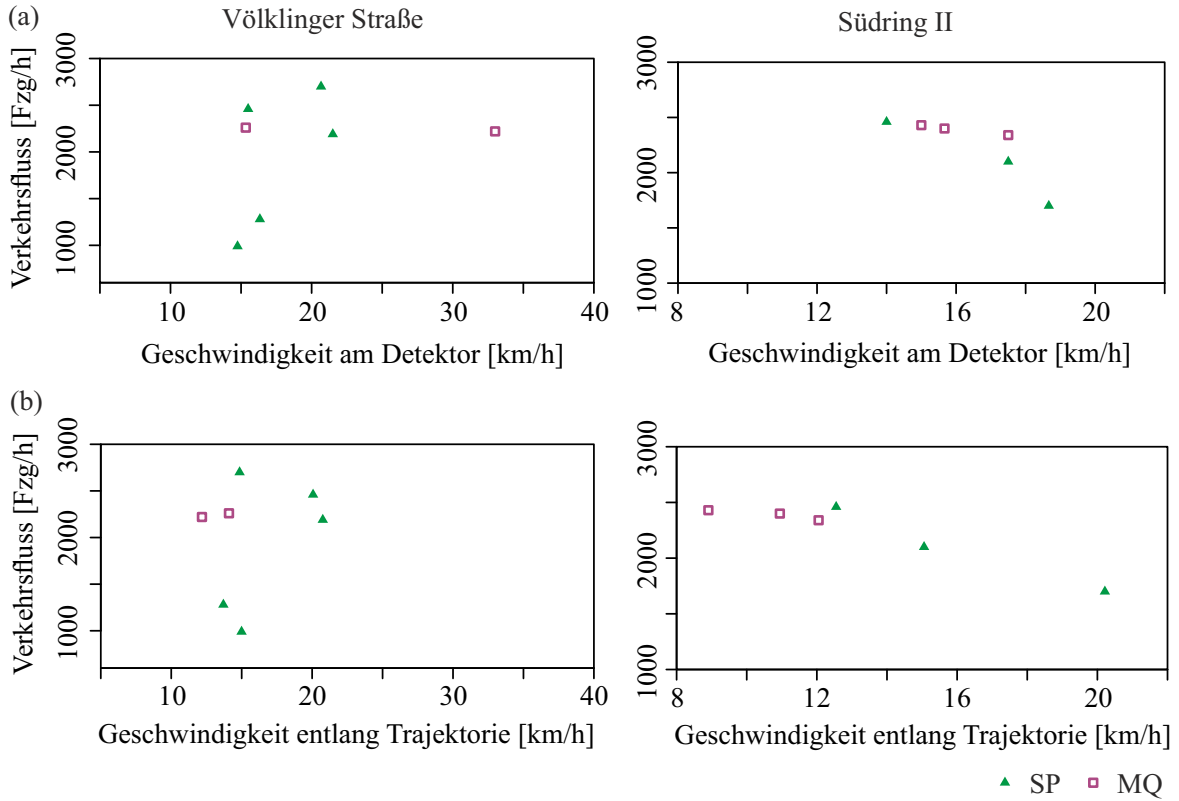 (a)
Völklinger Straße
Südring II
Verkehrsfluss [Fzg/h]
3000
2000
1000
10 20 30 40
Geschwindigkeit am Detektor [km/h]
3000
2000
1000
8 12 16 20
Geschwindigkeit am Detektor [km/h]
(b)
Verkehrsfluss [Fzg/h]
3000
2000
1000
10 20 30 40
Geschwindigkeit entlang Trajektorie [km/h]
3000
2000
1000
8 12 16 20
Geschwindigkeit entlang Trajektorie [km/h]
SP MQ